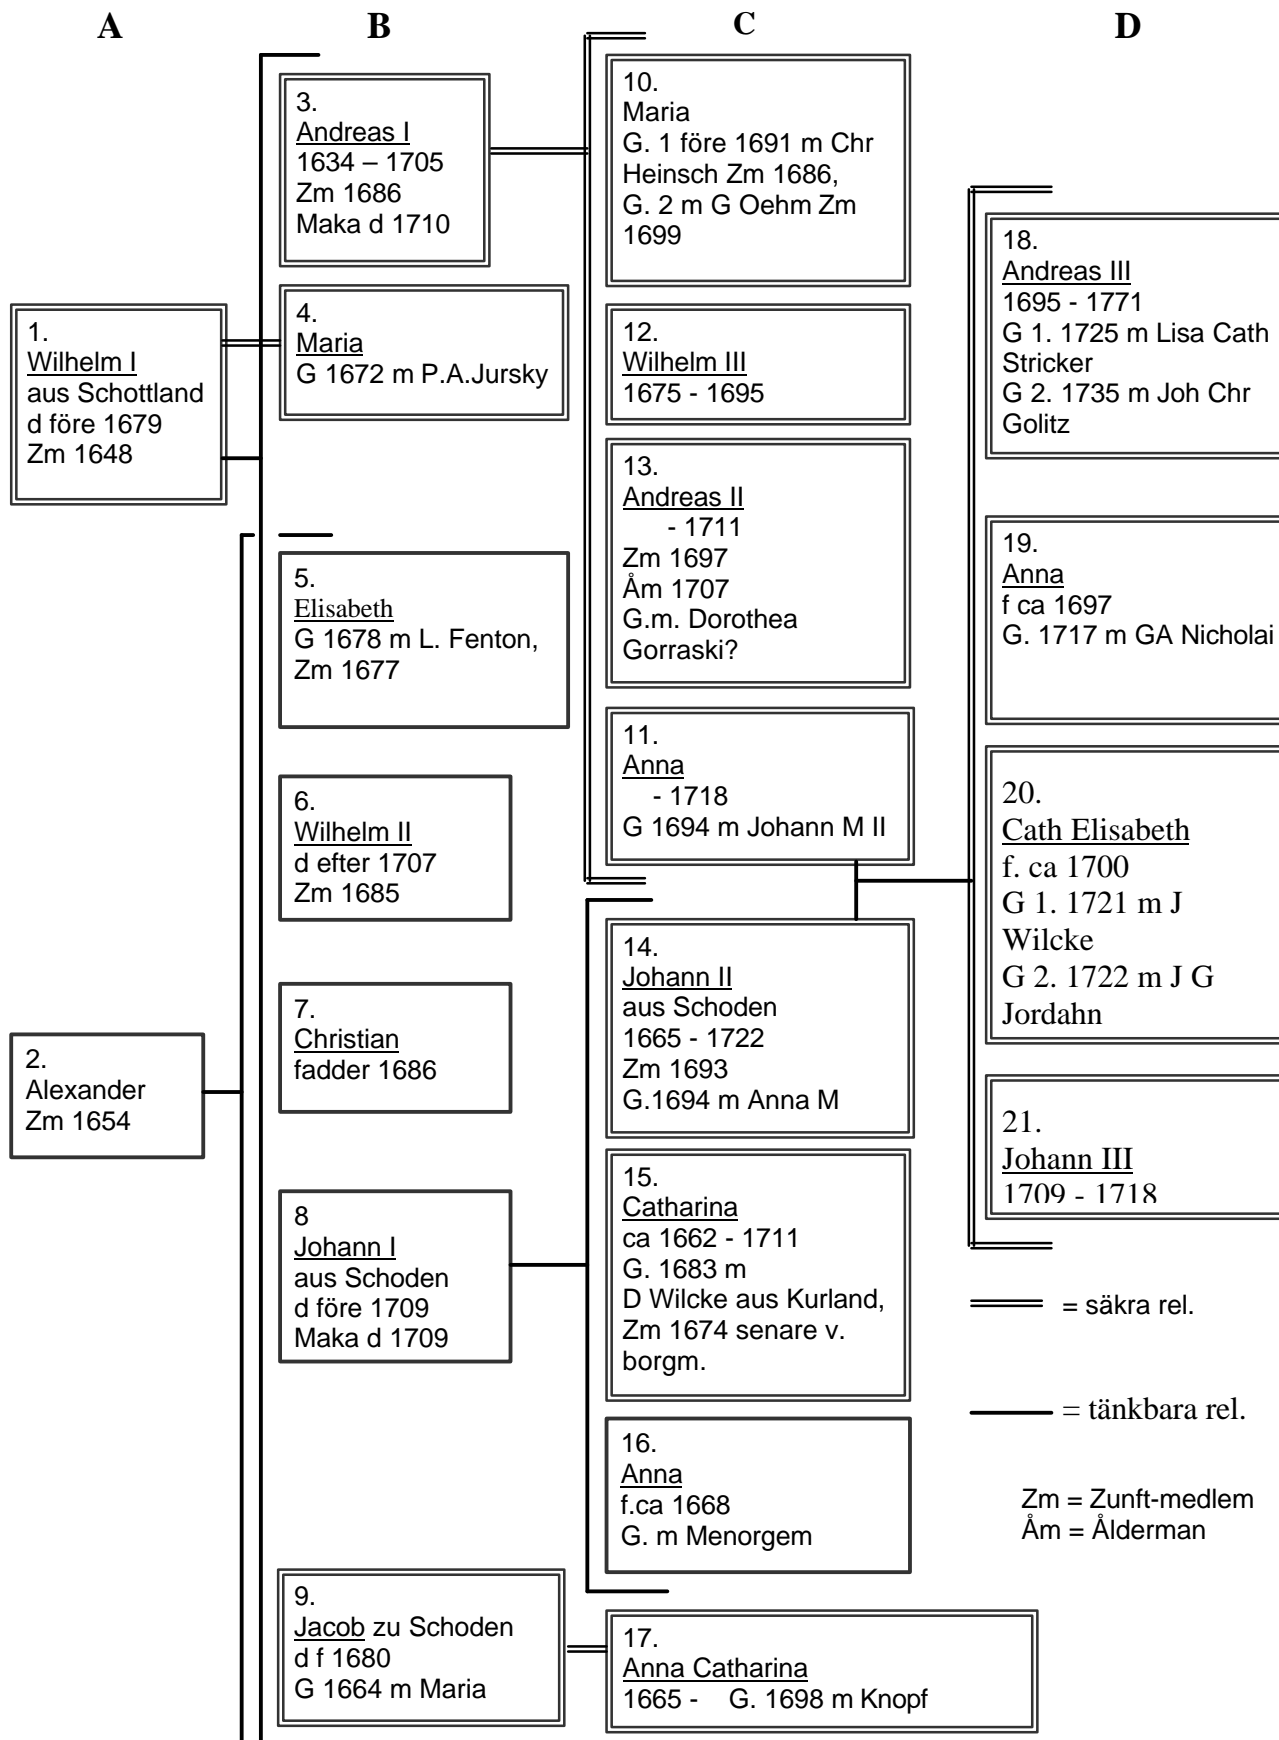 A
B
C
D
1.
Wilhelm I
aus Schottland
d före 1679
Zm 1648
2.
Alexander
Zm 1654
3.
Andreas I
1634 – 1705
Zm 1686
Maka d 1710
4.
Maria
G 1672 m P.A.Jursky
5.
Elisabeth
G 1678 m L. Fenton,
Zm 1677
6.
Wilhelm II
d efter 1707
Zm 1685
7.
Christian
fadder 1686
8
Johann I
aus Schoden
d före 1709
Maka d 1709
9.
Jacob zu Schoden
d f 1680
G 1664 m Maria
10.
Maria
G. 1 före 1691 m Chr
Heinsch Zm 1686,
G. 2 m G Oehm Zm
1699
12.
Wilhelm III
1675 - 1695
13.
Andreas II
- 1711
Zm 1697
Åm 1707
G.m. Dorothea
Gorraski?
11.
Anna
- 1718
G 1694 m Johann M II
14.
Johann II
aus Schoden
1665 - 1722
Zm 1693
G.1694 m Anna M
15.
Catharina
ca 1662 - 1711
G. 1683 m
D Wilcke aus Kurland,
Zm 1674 senare v.
borgm.
16.
Anna
f.ca 1668
G. m Menorgem
17.
Anna Catharina
1665 - G. 1698 m Knopf
18.
Andreas III
1695 - 1771
G 1. 1725 m Lisa Cath
Stricker
G 2. 1735 m Joh Chr
Golitz
19.
Anna
f ca 1697
G. 1717 m GA Nicholai
20.
Cath Elisabeth
f. ca 1700
G 1. 1721 m J
Wilcke
G 2. 1722 m J G
Jordahn
21.
Johann III
1709 - 1718
= säkra rel.
= tänkbara rel.
Zm = Zunft-medlem
Åm = Ålderman